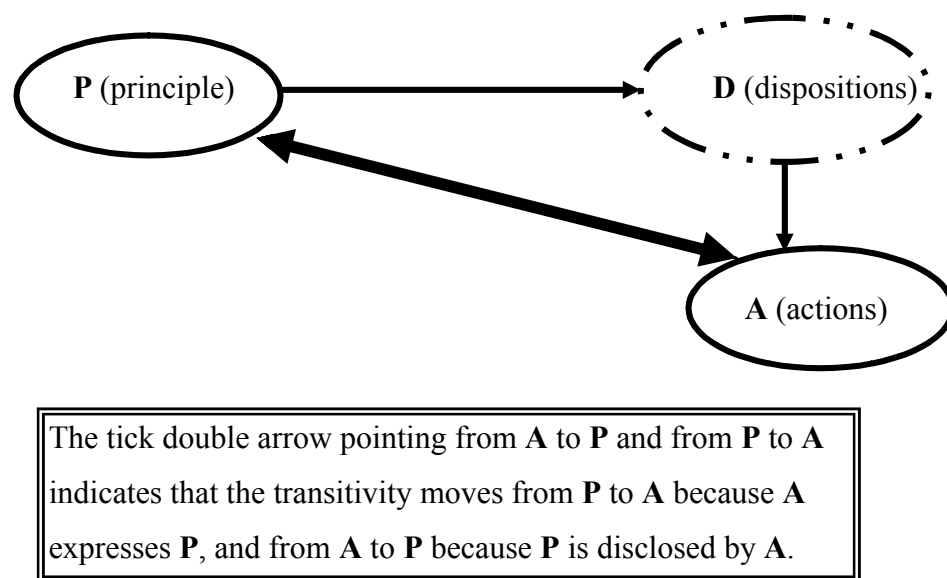 P (principle)
D (dispositions)
A (actions)
The tick double arrow pointing from A to P and from P to A
indicates that the transitivity moves from P to A because A
expresses P, and from A to P because P is disclosed by A.